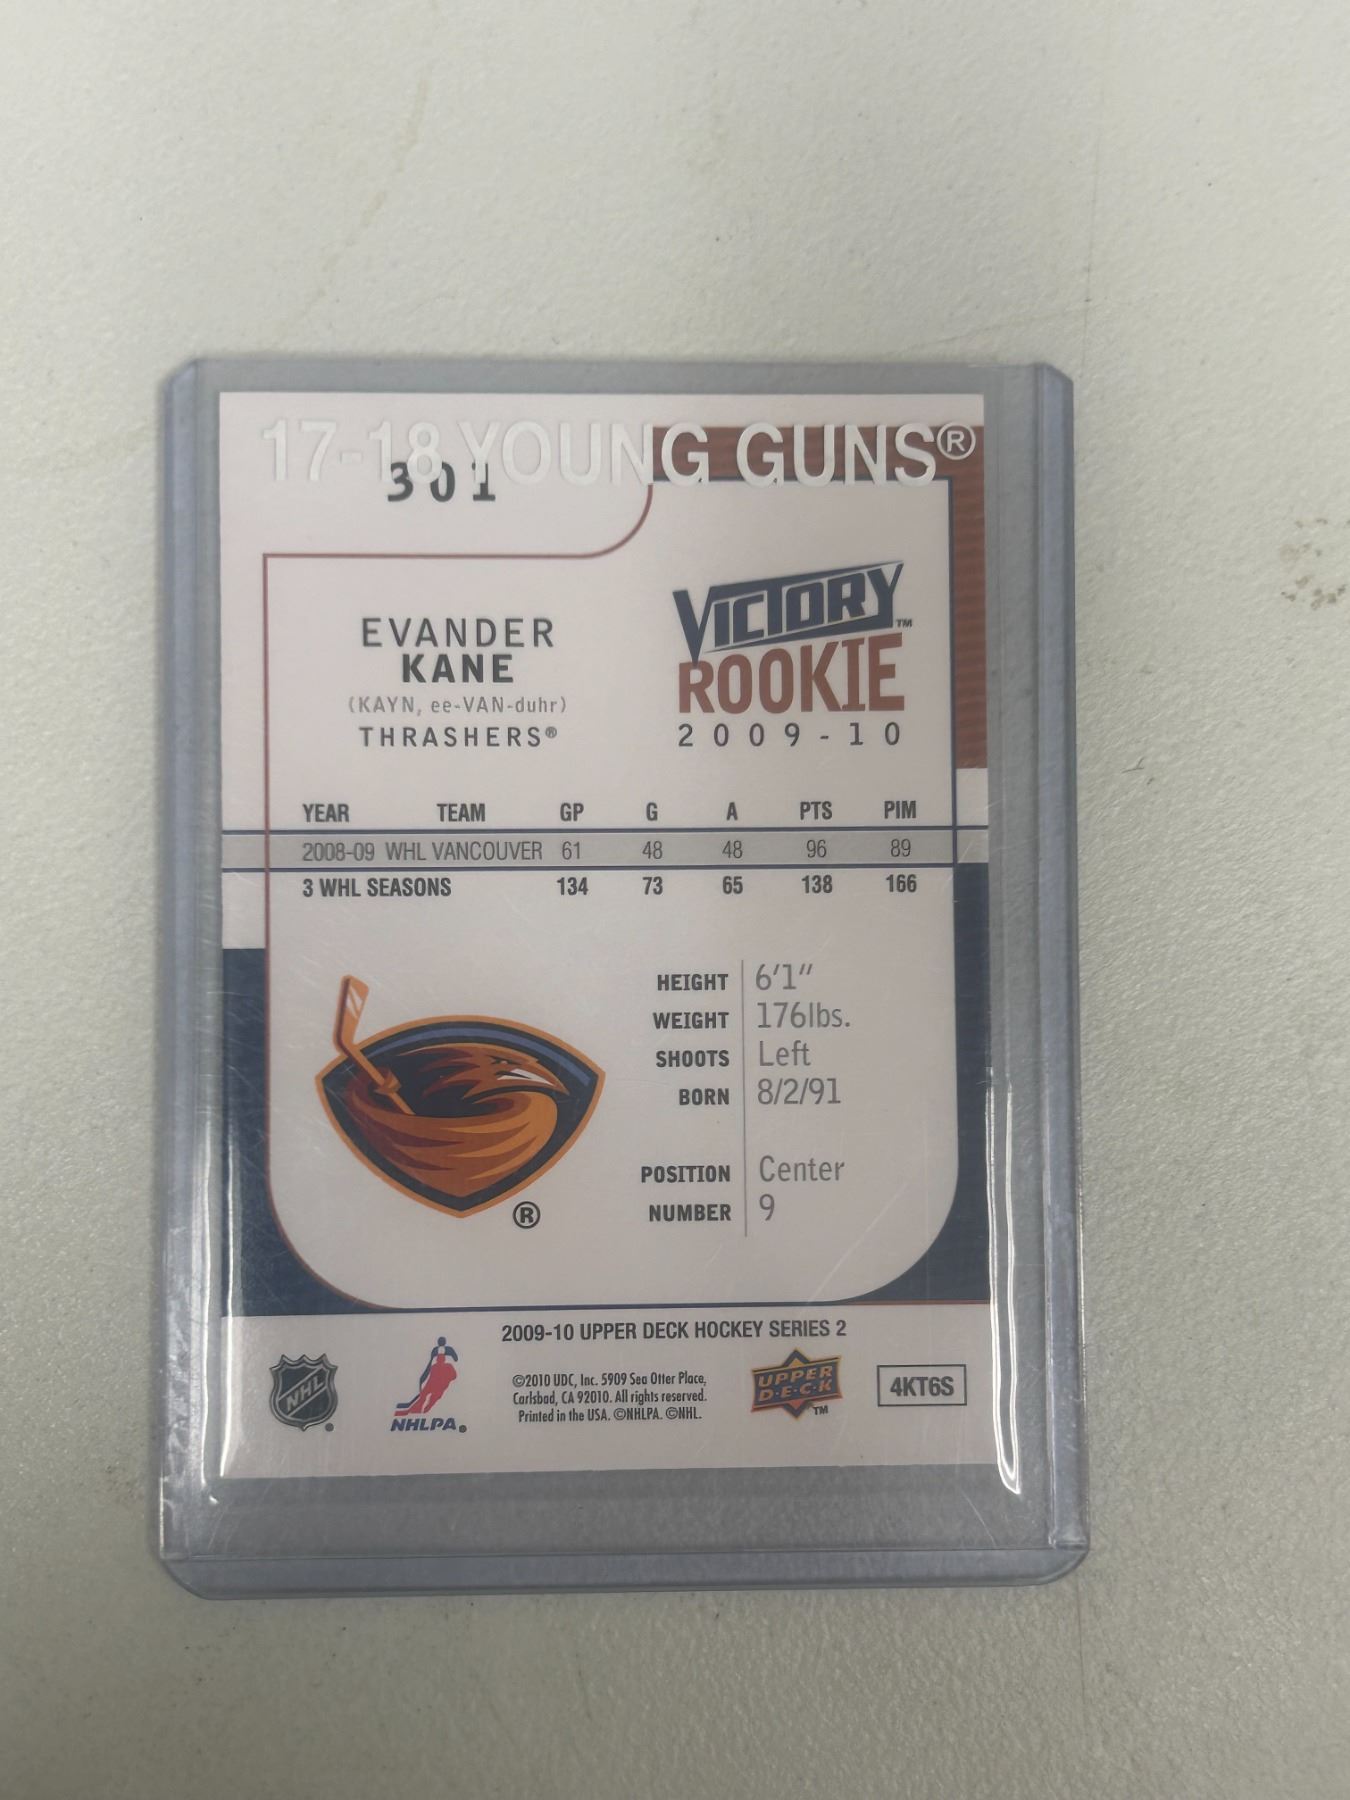 17-18 YOUNG GUNS®
301
EVANDER
KANE
(KAYN, ee-VAN-duhr)
THRASHERS®
VICTORY™
ROOKIE
2009-10
YEAR TEAM GP G A PTS PIM
2008-09 WHL VANCOUVER 61 48 48 96 89
3 WHL SEASONS 134 73 65 138 166
HEIGHT 6'1"
WEIGHT 176lbs.
SHOOTS Left
BORN 8/2/91
POSITION Center
NUMBER 9
®
2009-10 UPPER DECK HOCKEY SERIES 2
NHL®
NHLPA®
©2010 UDC, Inc. 5909 Sea Otter Place,
Carlsbad, CA 92010. All rights reserved.
Printed in the USA. ©NHLPA. ©NHL.
UPPER
D·E·C·K™
4KT6S